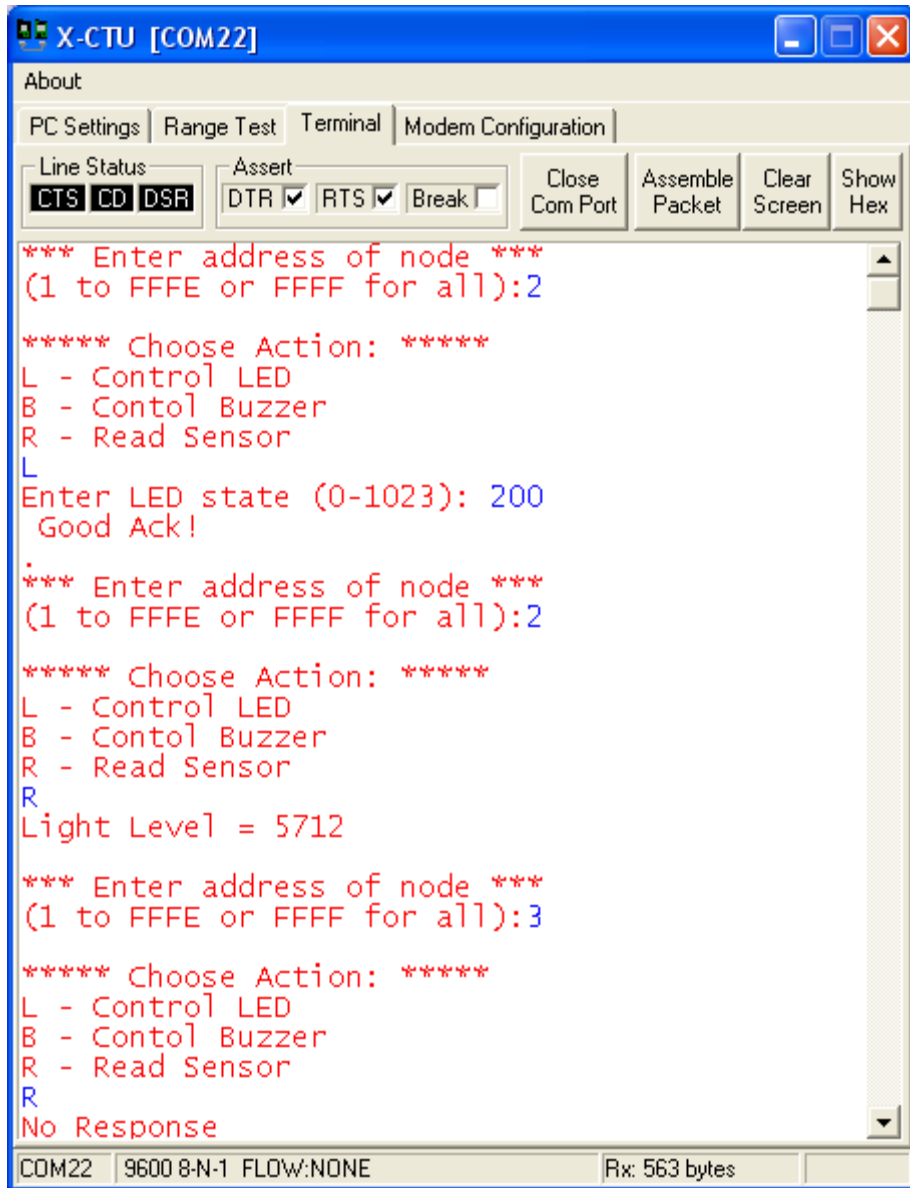 X-CTU [COM22]
About
PC Settings Range Test Terminal Modem Configuration
Line Status Assert
CTS CD DSR DTR RTS Break Close Com Port Assemble Packet Clear Screen Show Hex
*** Enter address of node ***
(1 to FFFE or FFFF for all):2
***** Choose Action: *****
L - Control LED
B - Contol Buzzer
R - Read Sensor
L
Enter LED state (0-1023): 200
Good Ack!
.
*** Enter address of node ***
(1 to FFFE or FFFF for all):2
***** Choose Action: *****
L - Control LED
B - Contol Buzzer
R - Read Sensor
R
Light Level = 5712
*** Enter address of node ***
(1 to FFFE or FFFF for all):3
***** Choose Action: *****
L - Control LED
B - Contol Buzzer
R - Read Sensor
R
No Response
COM22 9600 8-N-1 FLOW:NONE Rx: 563 bytes